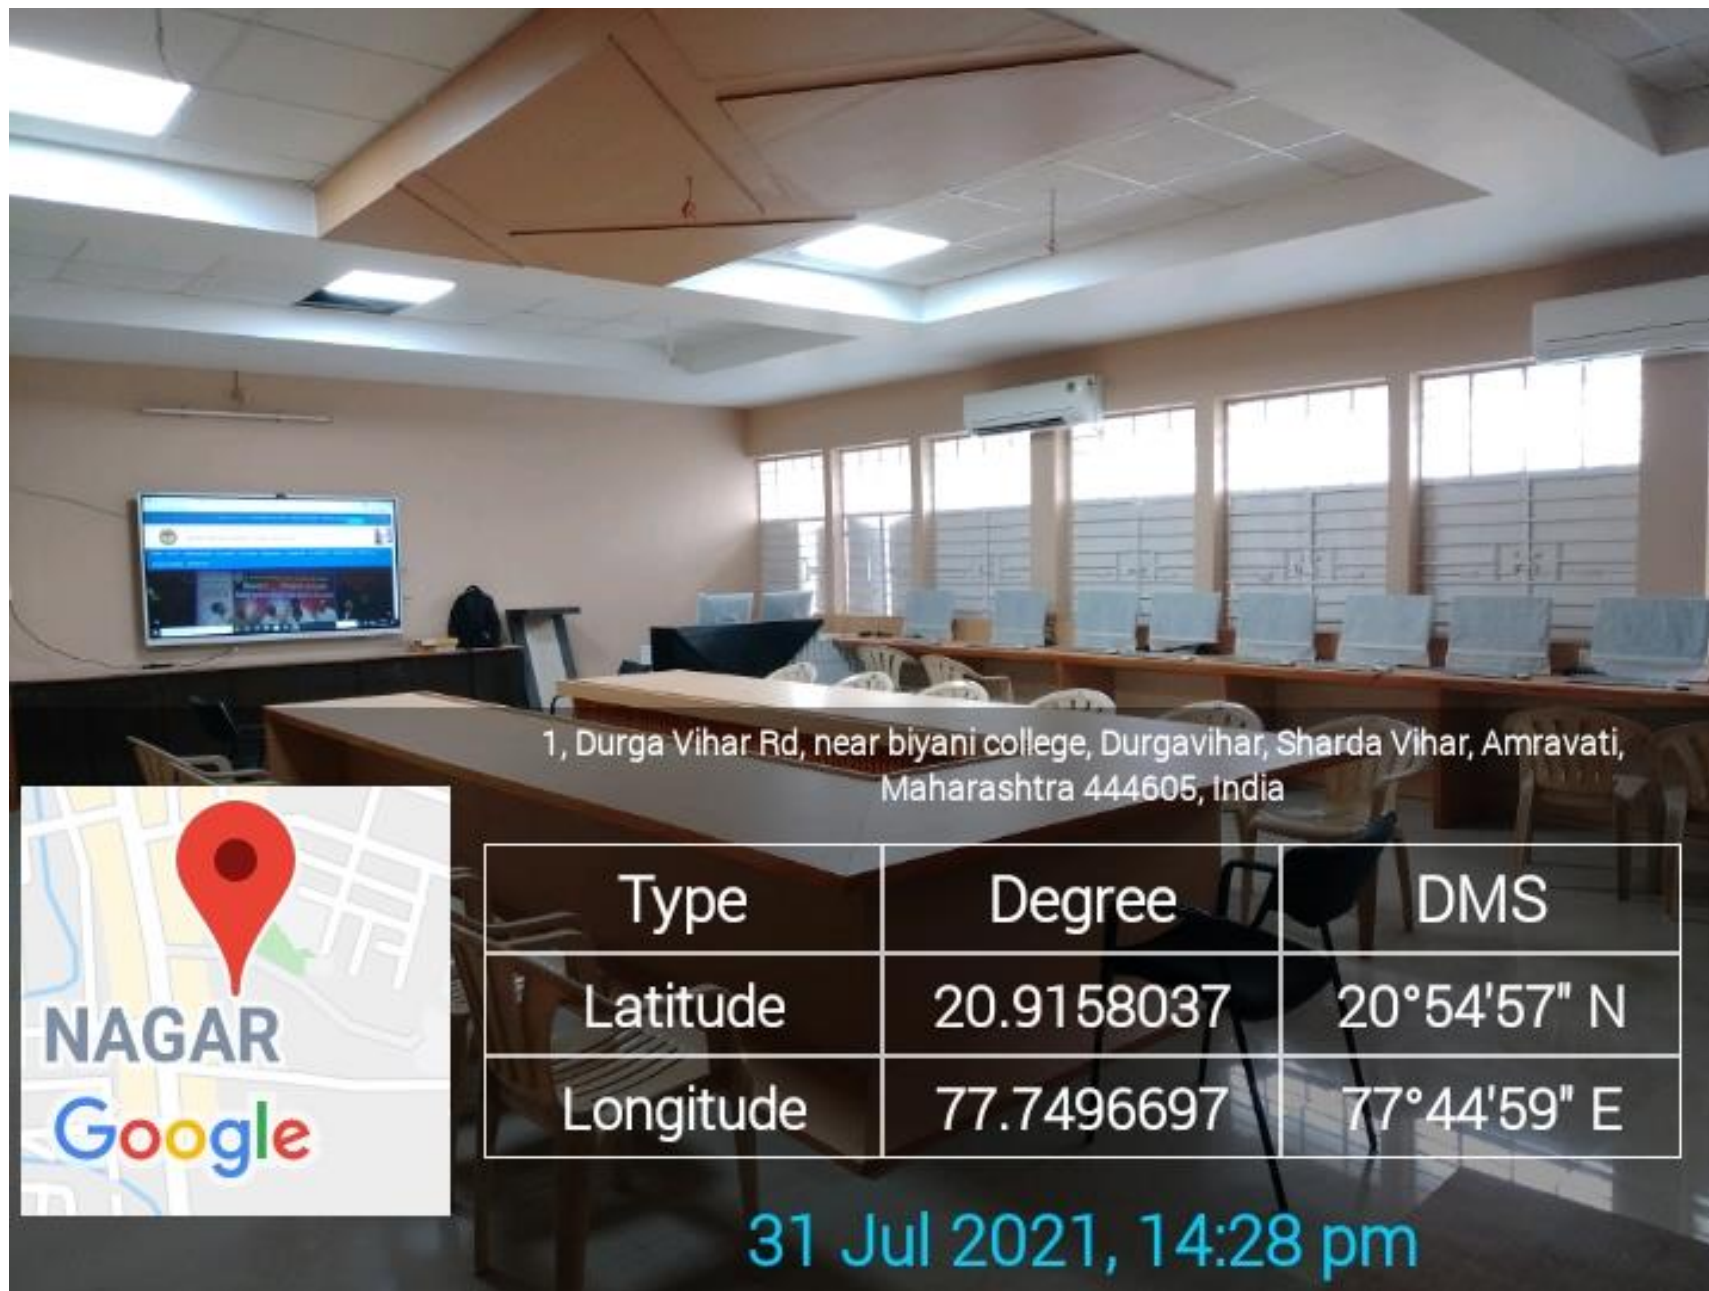 1, Durga Vihar Rd, near biyani college, Durgavihar, Sharda Vihar, Amravati,
Maharashtra 444605, India
Type Degree DMS
Latitude 20.9158037 20°54'57" N
Longitude 77.7496697 77°44'59" E
NAGAR
Google
31 Jul 2021, 14:28 pm